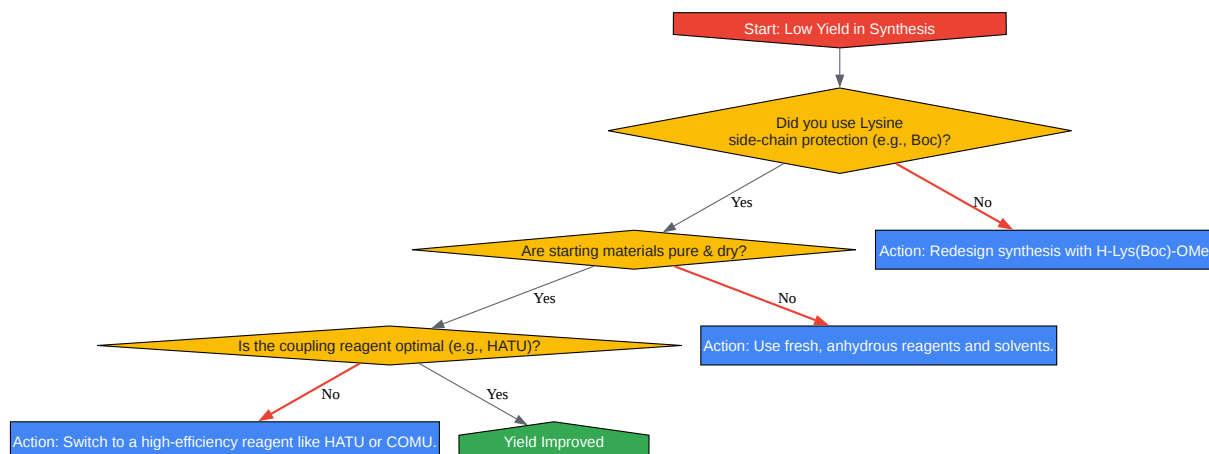 Start: Low Yield in Synthesis
Did you use Lysine
side-chain protection (e.g., Boc)?
Yes
No
Are starting materials pure & dry?
Action: Redesign synthesis with H-Lys(Boc)-OMe
Yes
No
Is the coupling reagent optimal (e.g., HATU)?
Action: Use fresh, anhydrous reagents and solvents.
No
Yes
Action: Switch to a high-efficiency reagent like HATU or COMU.
Yield Improved